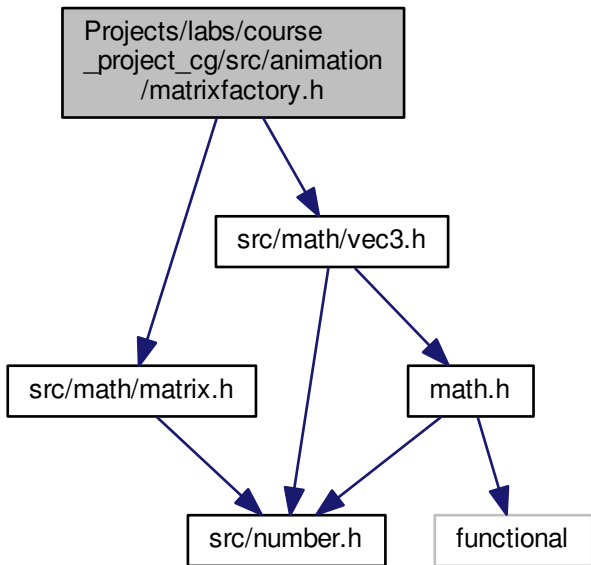 Projects/labs/course
_project_cg/src/animation
/matrixfactory.h
src/math/vec3.h
src/math/matrix.h
math.h
src/number.h
functional